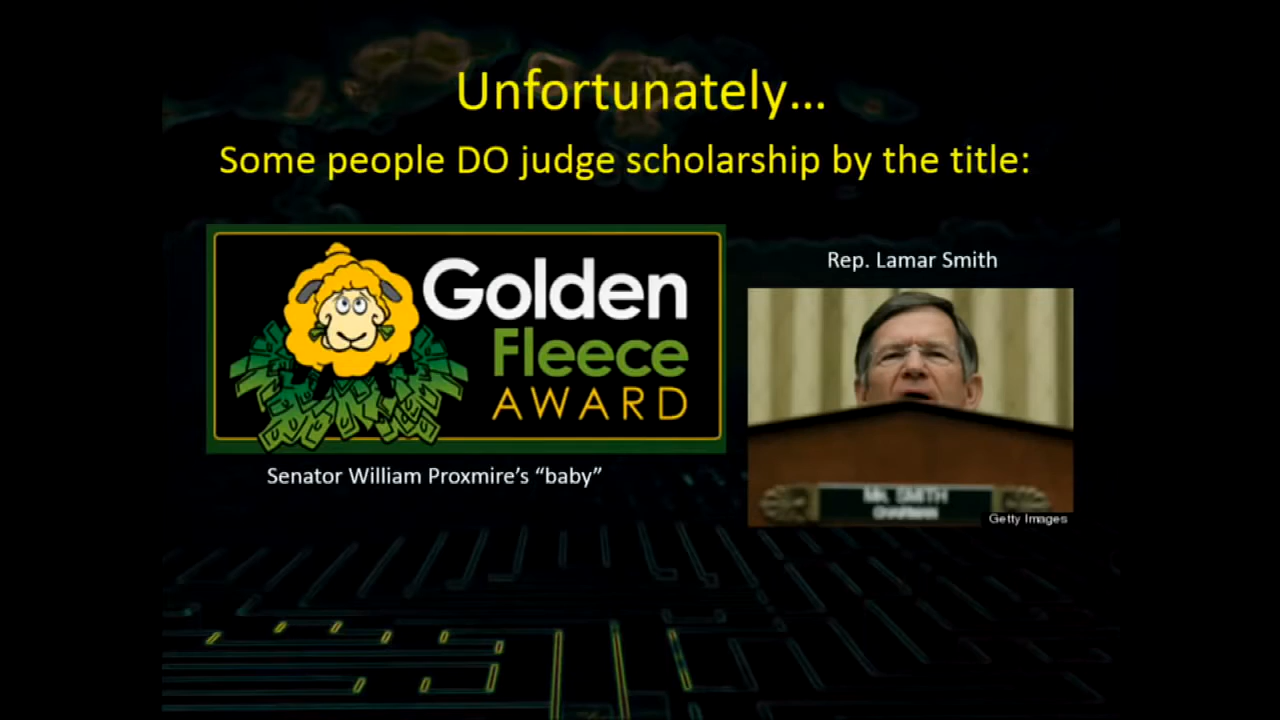 Unfortunately...
Some people DO judge scholarship by the title:
Golden
Fleece
AWARD
Senator William Proxmire's “baby”
Rep. Lamar Smith
MR. SMITH
CHAIRMAN
Getty Images